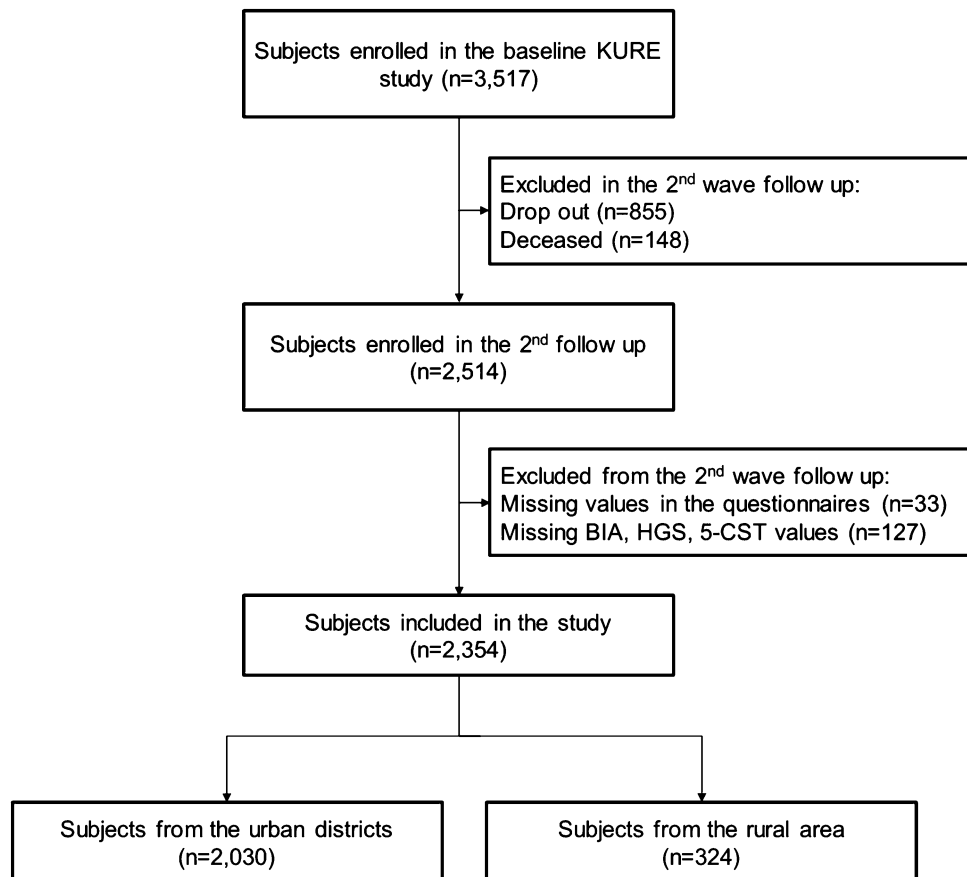 Subjects enrolled in the baseline KURE
study (n=3,517)
Excluded in the 2nd wave follow up:
Drop out (n=855)
Deceased (n=148)
Subjects enrolled in the 2nd follow up
(n=2,514)
Excluded from the 2nd wave follow up:
Missing values in the questionnaires (n=33)
Missing BIA, HGS, 5-CST values (n=127)
Subjects included in the study
(n=2,354)
Subjects from the urban districts
(n=2,030)
Subjects from the rural area
(n=324)